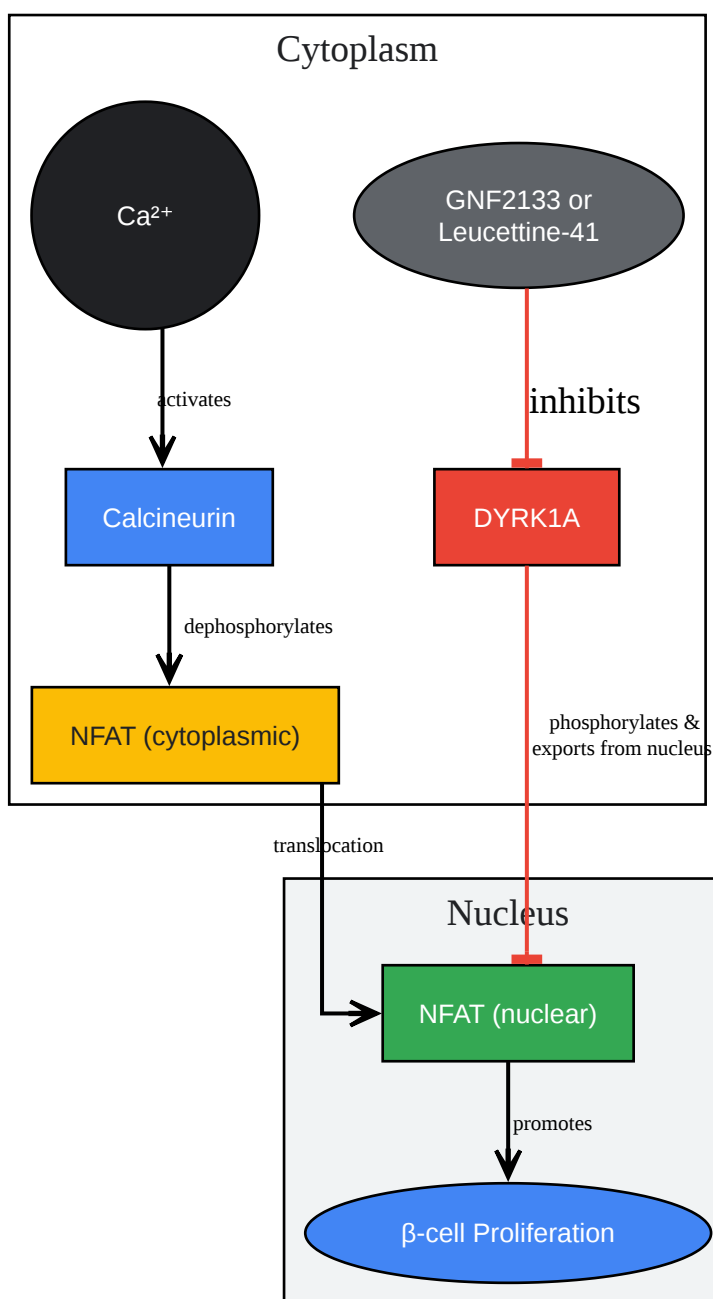 Cytoplasm
Ca²⁺
GNF2133 or
Leucettine-41
activates
inhibits
Calcineurin
DYRK1A
dephosphorylates
NFAT (cytoplasmic)
phosphorylates &
exports from nucleus
translocation
Nucleus
NFAT (nuclear)
promotes
β-cell Proliferation